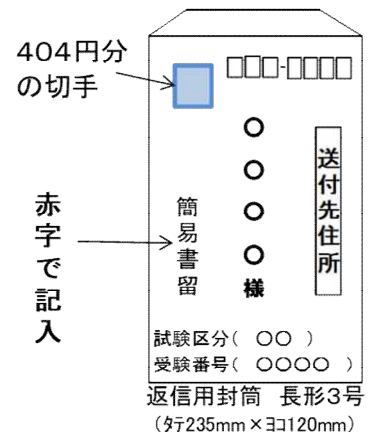 404円分
の切手
□□□-□□□□
送付先住所
○○○○様
簡易書留
赤字で記入
試験区分( ○○ )
受験番号( ○○○○ )
返信用封筒 長形3号
(タテ235mm×ヨコ120mm)